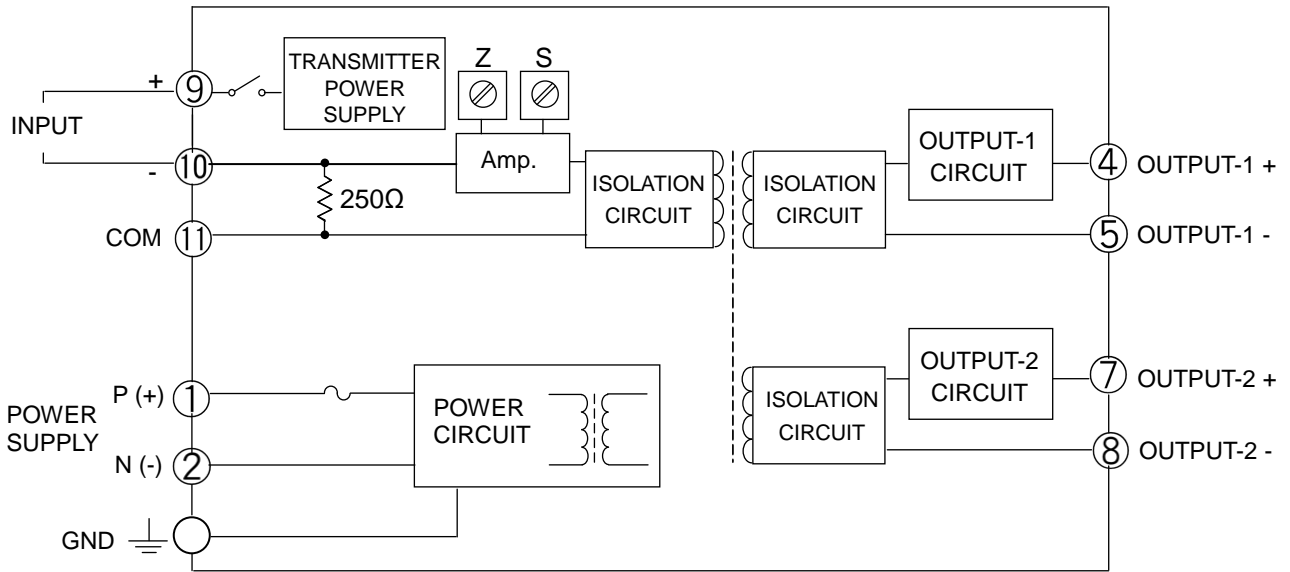 TRANSMITTER
POWER
SUPPLY
Z
S
+
9
INPUT
-
10
Amp.
250Ω
COM
11
ISOLATION
CIRCUIT
ISOLATION
CIRCUIT
OUTPUT-1
CIRCUIT
4
OUTPUT-1 +
5
OUTPUT-1 -
POWER
SUPPLY
P (+)
1
N (-)
2
GND
POWER
CIRCUIT
ISOLATION
CIRCUIT
OUTPUT-2
CIRCUIT
7
OUTPUT-2 +
8
OUTPUT-2 -